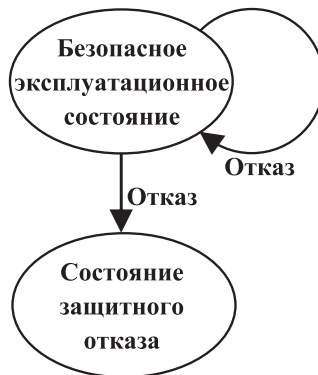 Безопасное
эксплуатационное
состояние
Отказ
Отказ
Состояние
защитного
отказа